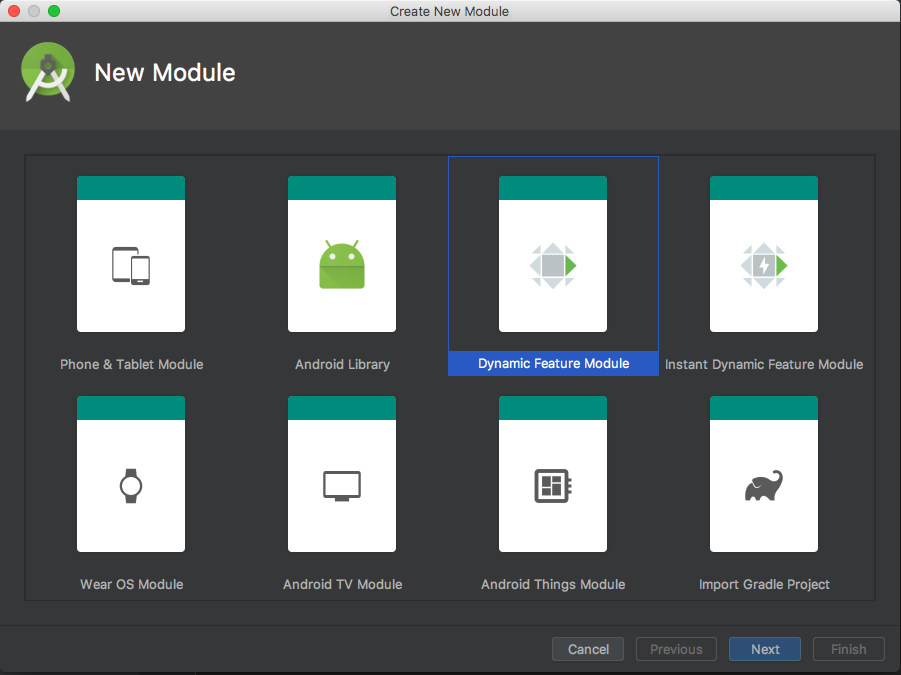 Create New Module
New Module
Phone & Tablet Module
Android Library
Dynamic Feature Module
Instant Dynamic Feature Module
Wear OS Module
Android TV Module
Android Things Module
Import Gradle Project
Cancel
Previous
Next
Finish